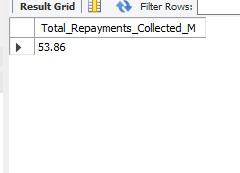 Result Grid Filter Rows:
Total_Repayments_Collected_M
53.86